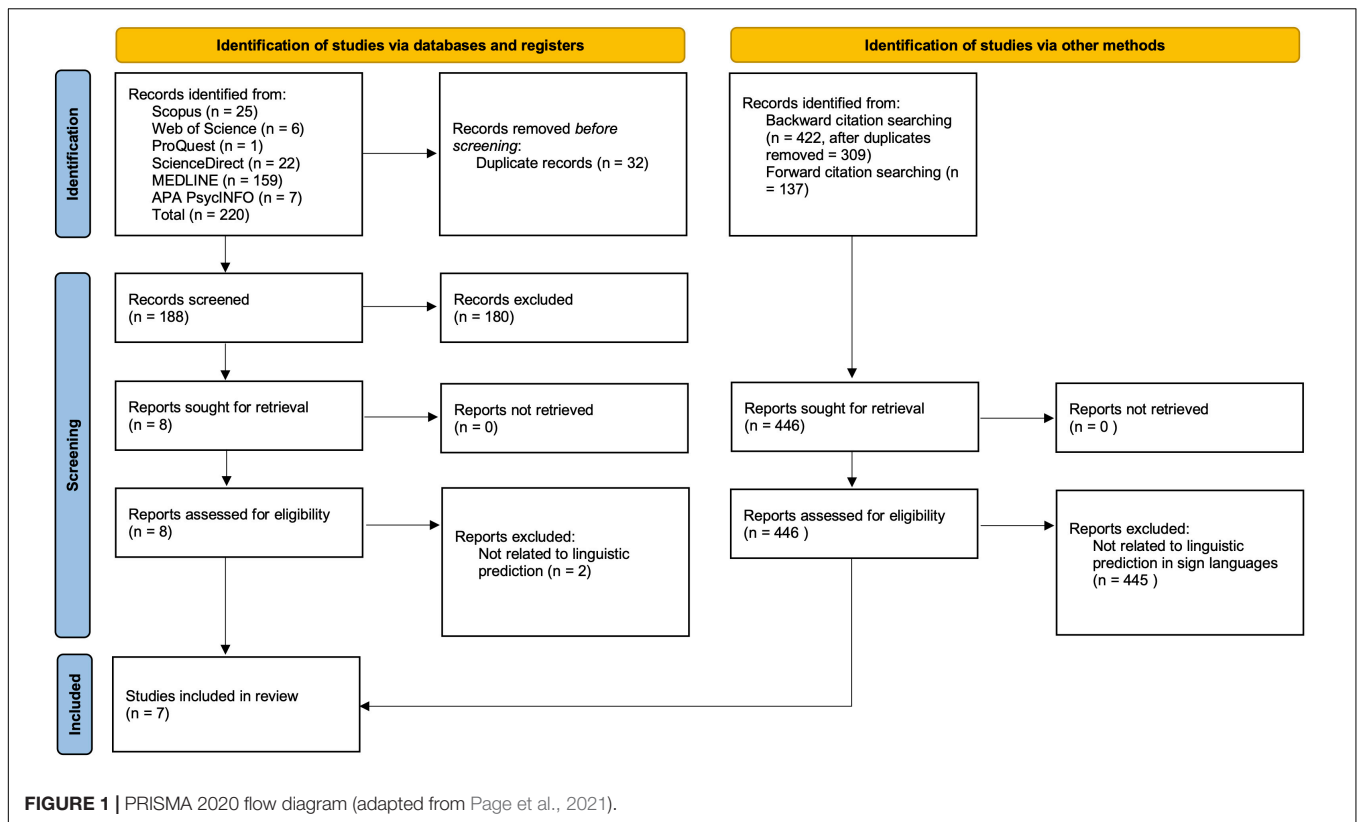 Identification of studies via databases and registers
Identification of studies via other methods
Identification
Records identified from:
Scopus (n = 25)
Web of Science (n = 6)
ProQuest (n = 1)
ScienceDirect (n = 22)
MEDLINE (n = 159)
APA PsycINFO (n = 7)
Total (n = 220)
Records removed before
screening:
Duplicate records (n = 32)
Records identified from:
Backward citation searching
(n = 422, after duplicates
removed = 309)
Forward citation searching (n
= 137)
Screening
Records screened
(n = 188)
Records excluded
(n = 180)
Reports sought for retrieval
(n = 8)
Reports not retrieved
(n = 0)
Reports sought for retrieval
(n = 446)
Reports not retrieved
(n = 0 )
Reports assessed for eligibility
(n = 8)
Reports excluded:
Not related to linguistic
prediction (n = 2)
Reports assessed for eligibility
(n = 446 )
Reports excluded:
Not related to linguistic
prediction in sign languages
(n = 445 )
Included
Studies included in review
(n = 7)
FIGURE 1 | PRISMA 2020 flow diagram (adapted from Page et al., 2021).